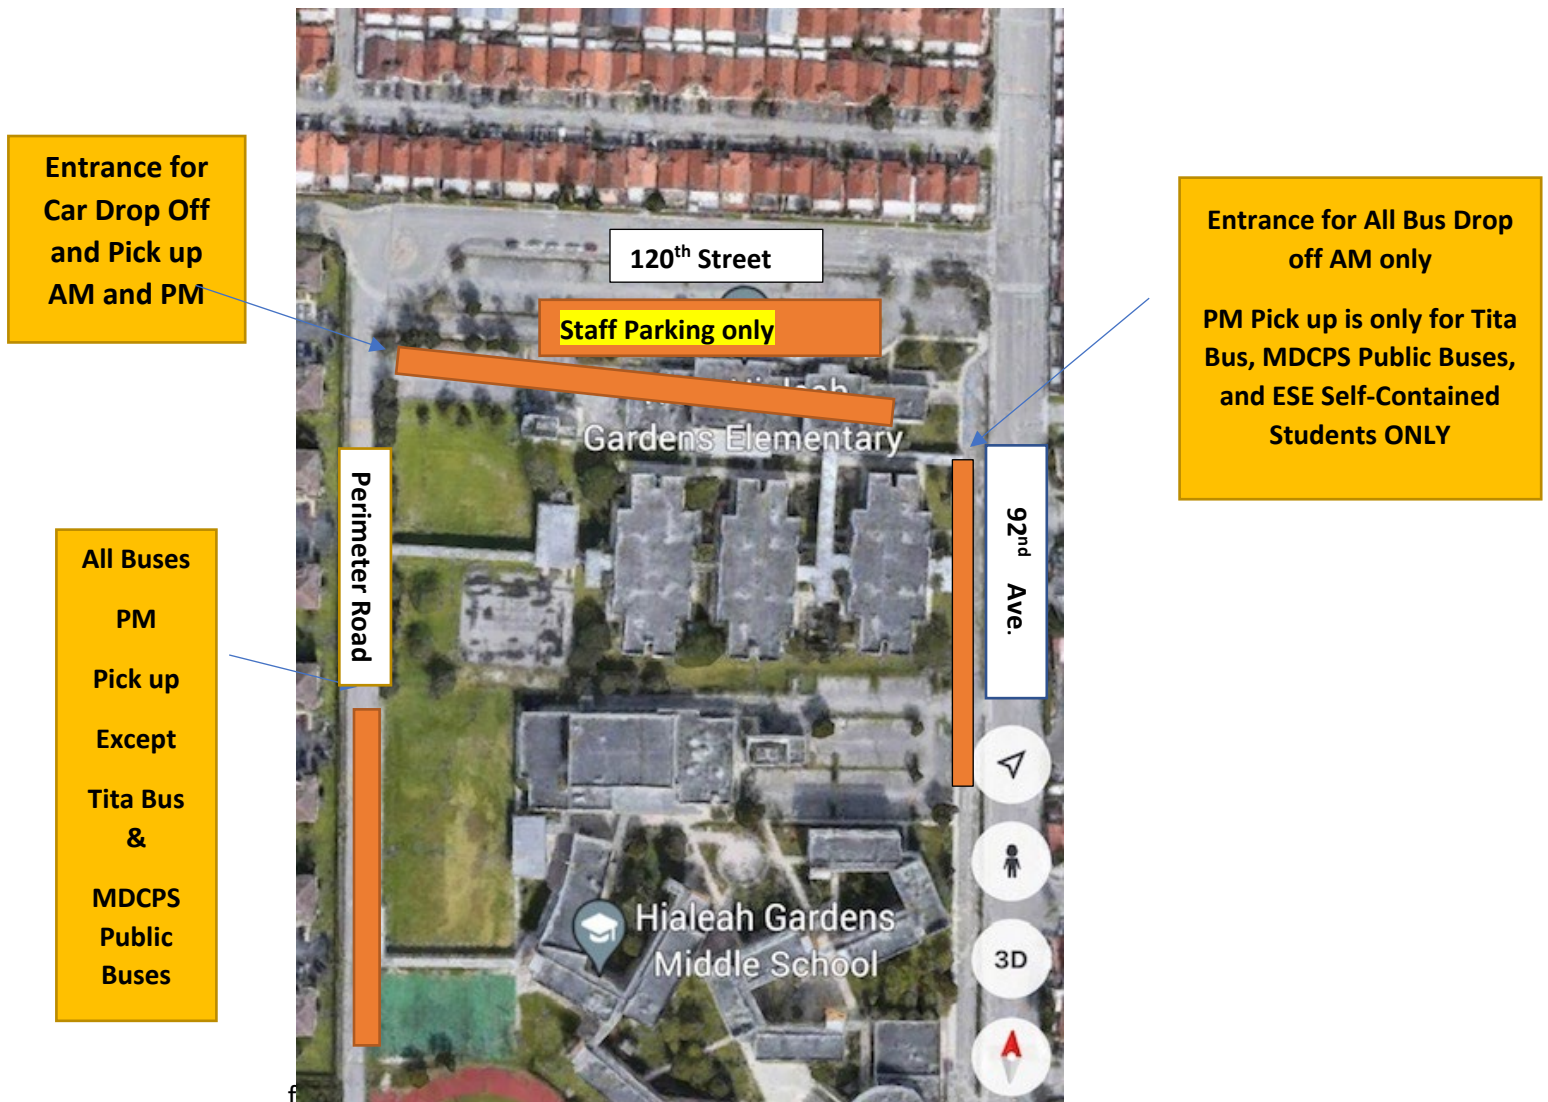 Entrance for
Car Drop Off
and Pick up
AM and PM
120th Street
Staff Parking only
Entrance for All Bus Drop
off AM only
PM Pick up is only for Tita
Bus, MDCPS Public Buses,
and ESE Self-Contained
Students ONLY
Hialeah
Gardens Elementary
Perimeter Road
92nd Ave.
All Buses
PM
Pick up
Except
Tita Bus
&
MDCPS
Public
Buses
Hialeah Gardens
Middle School
3D
f